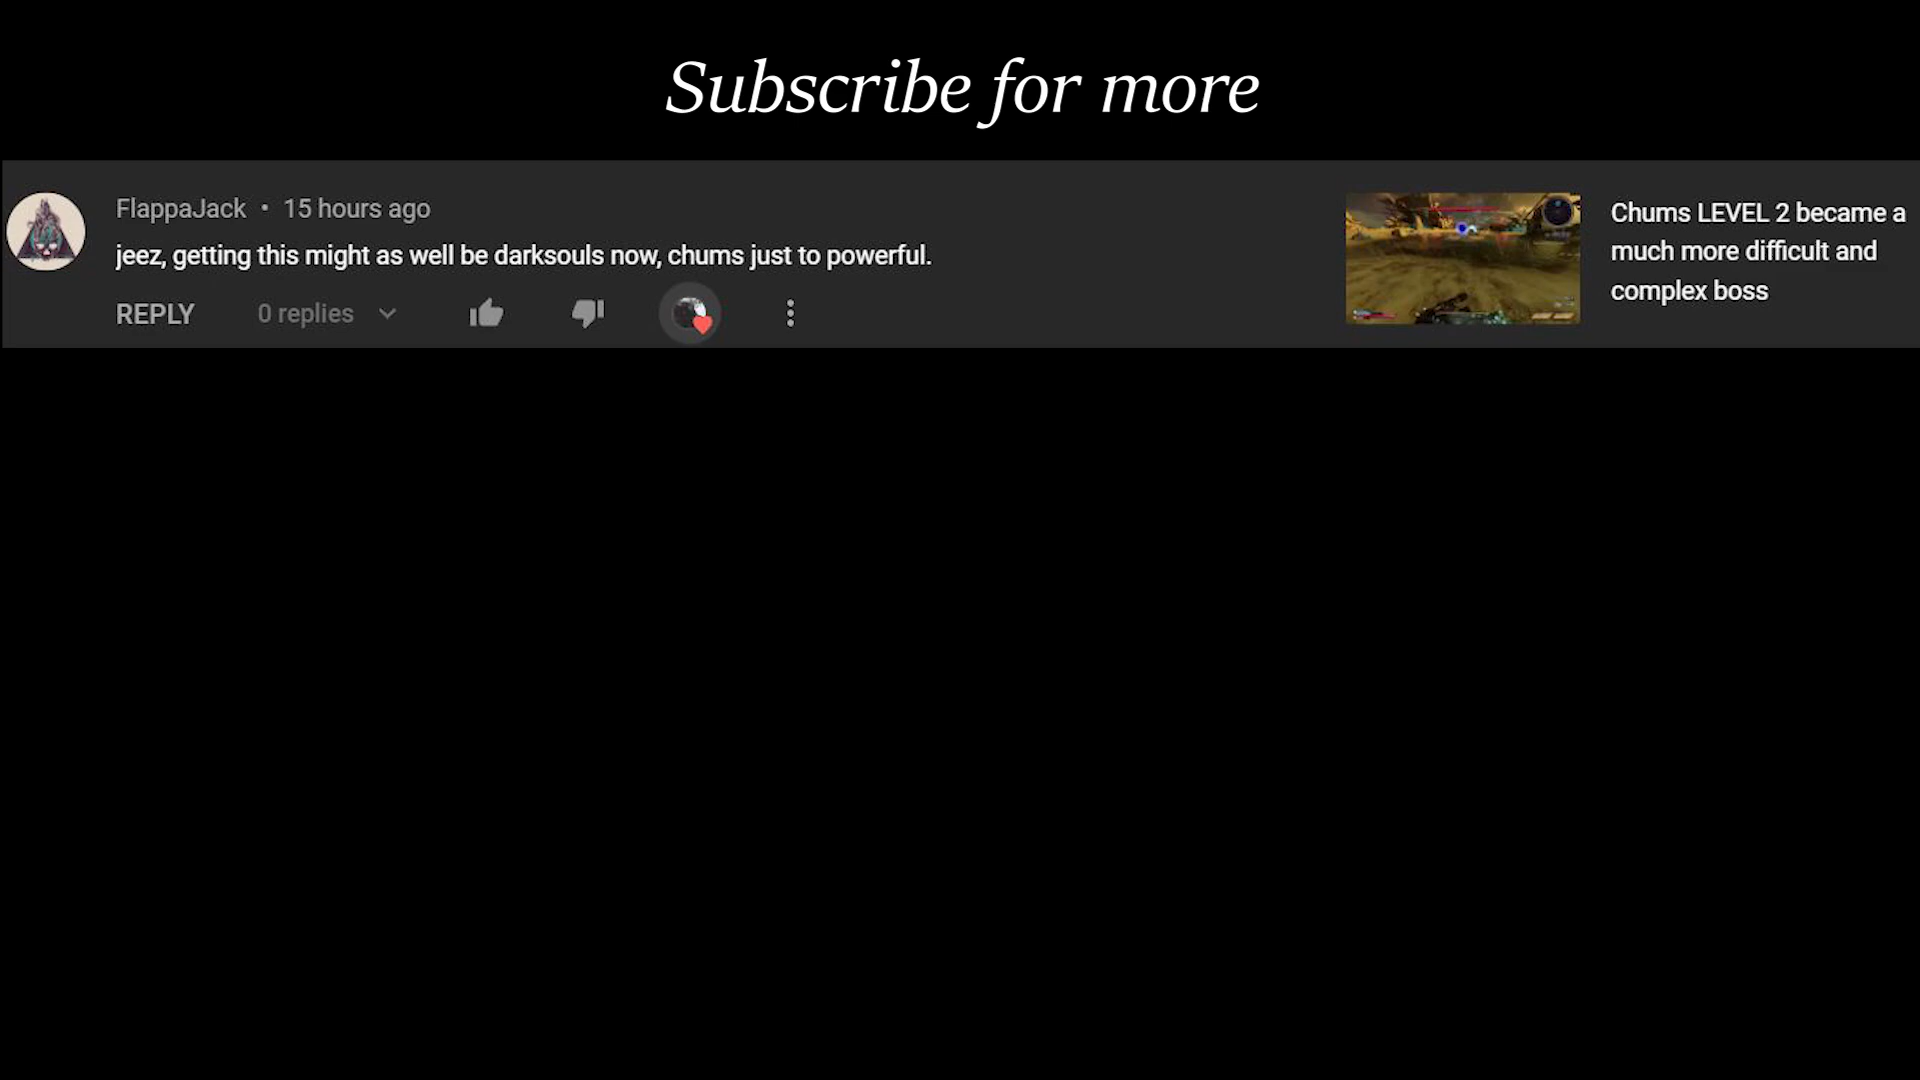 Subscribe for more
FlappaJack • 15 hours ago
jeez, getting this might as well be darksouls now, chums just to powerful.
REPLY 0 replies
Chums LEVEL 2 became a
much more difficult and
complex boss